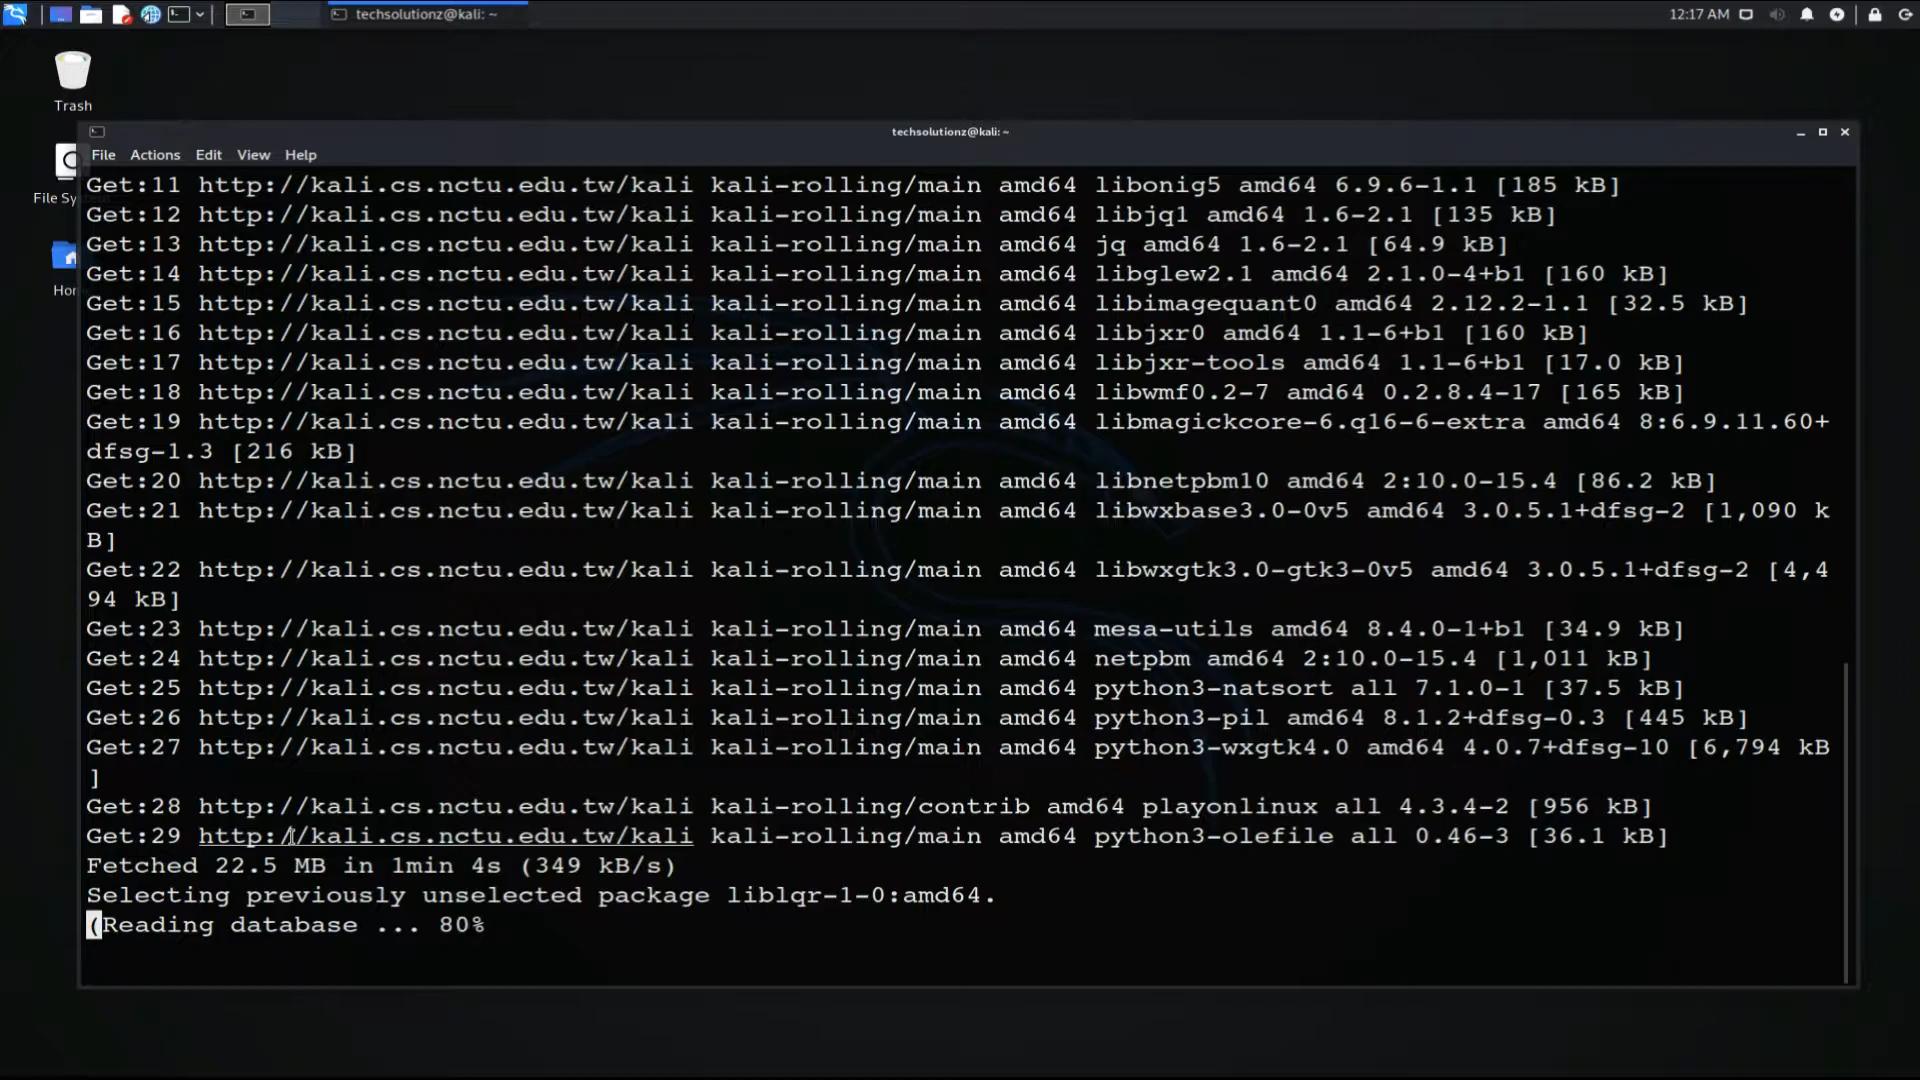 techsolutionz@kali: ~
12:17 AM
Trash
File Sy
Hor
techsolutionz@kali: ~
File Actions Edit View Help
Get:11 http://kali.cs.nctu.edu.tw/kali kali-rolling/main amd64 libonig5 amd64 6.9.6-1.1 [185 kB]
Get:12 http://kali.cs.nctu.edu.tw/kali kali-rolling/main amd64 libjq1 amd64 1.6-2.1 [135 kB]
Get:13 http://kali.cs.nctu.edu.tw/kali kali-rolling/main amd64 jq amd64 1.6-2.1 [64.9 kB]
Get:14 http://kali.cs.nctu.edu.tw/kali kali-rolling/main amd64 libglew2.1 amd64 2.1.0-4+b1 [160 kB]
Get:15 http://kali.cs.nctu.edu.tw/kali kali-rolling/main amd64 libimagequant0 amd64 2.12.2-1.1 [32.5 kB]
Get:16 http://kali.cs.nctu.edu.tw/kali kali-rolling/main amd64 libjxr0 amd64 1.1-6+b1 [160 kB]
Get:17 http://kali.cs.nctu.edu.tw/kali kali-rolling/main amd64 libjxr-tools amd64 1.1-6+b1 [17.0 kB]
Get:18 http://kali.cs.nctu.edu.tw/kali kali-rolling/main amd64 libwmf0.2-7 amd64 0.2.8.4-17 [165 kB]
Get:19 http://kali.cs.nctu.edu.tw/kali kali-rolling/main amd64 libmagickcore-6.q16-6-extra amd64 8:6.9.11.60+
dfsg-1.3 [216 kB]
Get:20 http://kali.cs.nctu.edu.tw/kali kali-rolling/main amd64 libnetpbm10 amd64 2:10.0-15.4 [86.2 kB]
Get:21 http://kali.cs.nctu.edu.tw/kali kali-rolling/main amd64 libwxbase3.0-0v5 amd64 3.0.5.1+dfsg-2 [1,090 k
B]
Get:22 http://kali.cs.nctu.edu.tw/kali kali-rolling/main amd64 libwxgtk3.0-gtk3-0v5 amd64 3.0.5.1+dfsg-2 [4,4
94 kB]
Get:23 http://kali.cs.nctu.edu.tw/kali kali-rolling/main amd64 mesa-utils amd64 8.4.0-1+b1 [34.9 kB]
Get:24 http://kali.cs.nctu.edu.tw/kali kali-rolling/main amd64 netpbm amd64 2:10.0-15.4 [1,011 kB]
Get:25 http://kali.cs.nctu.edu.tw/kali kali-rolling/main amd64 python3-natsort all 7.1.0-1 [37.5 kB]
Get:26 http://kali.cs.nctu.edu.tw/kali kali-rolling/main amd64 python3-pil amd64 8.1.2+dfsg-0.3 [445 kB]
Get:27 http://kali.cs.nctu.edu.tw/kali kali-rolling/main amd64 python3-wxgtk4.0 amd64 4.0.7+dfsg-10 [6,794 kB
]
Get:28 http://kali.cs.nctu.edu.tw/kali kali-rolling/contrib amd64 playonlinux all 4.3.4-2 [956 kB]
Get:29 http://kali.cs.nctu.edu.tw/kali kali-rolling/main amd64 python3-olefile all 0.46-3 [36.1 kB]
Fetched 22.5 MB in 1min 4s (349 kB/s)
Selecting previously unselected package liblqr-1-0:amd64.
(Reading database ... 80%